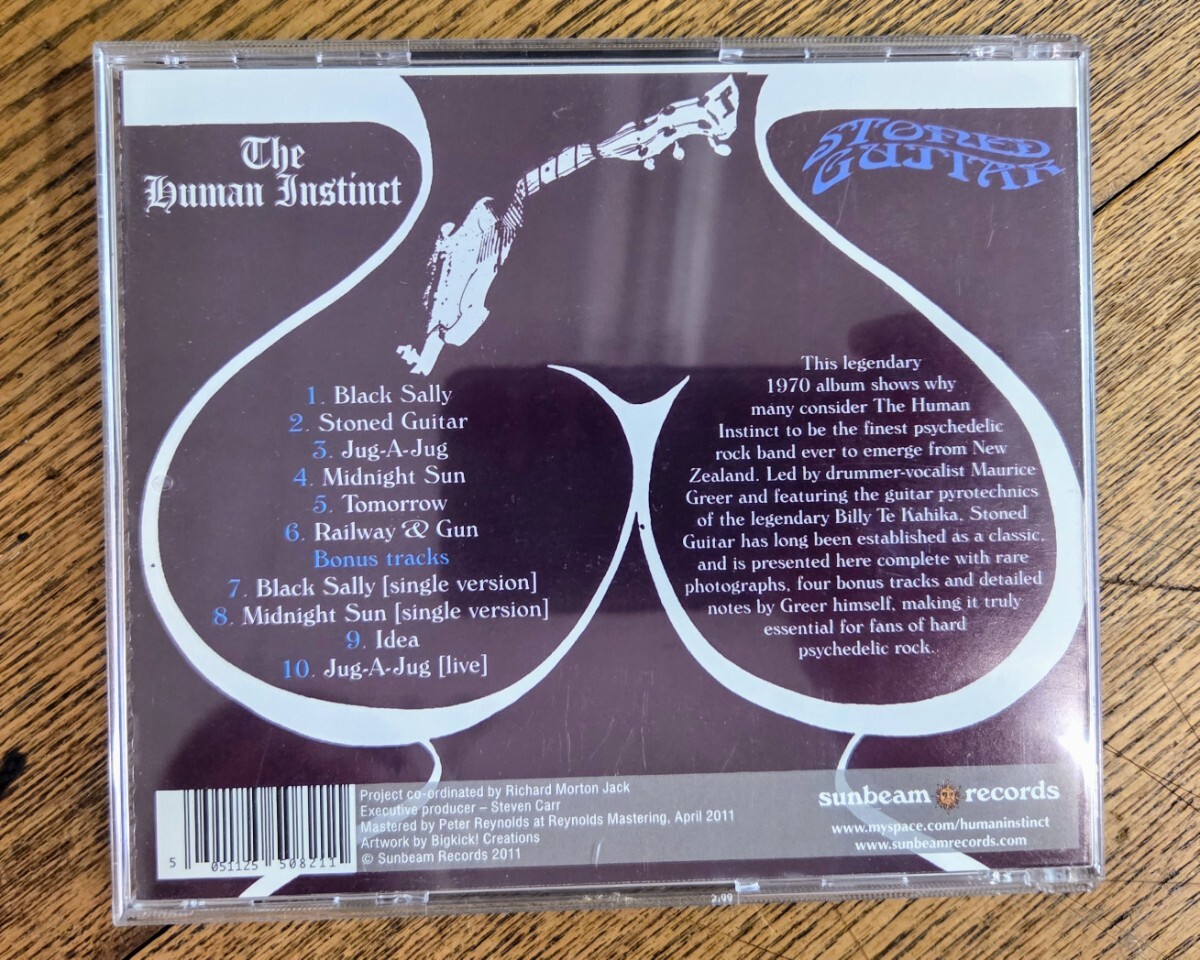 The
Human Instinct
STONED
GUITAR
1. Black Sally
2. Stoned Guitar
3. Jug-A-Jug
4. Midnight Sun
5. Tomorrow
6. Railway & Gun
Bonus tracks
7. Black Sally [single version]
8. Midnight Sun [single version]
9. Idea
10. Jug-A-Jug [live]
This legendary
1970 album shows why
many consider The Human
Instinct to be the finest psychedelic
rock band ever to emerge from New
Zealand. Led by drummer-vocalist Maurice
Greer and featuring the guitar pyrotechnics
of the legendary Billy Te Kahika, Stoned
Guitar has long been established as a classic,
and is presented here complete with rare
photographs, four bonus tracks and detailed
notes by Greer himself, making it truly
essential for fans of hard
psychedelic rock.
5 051125 508211
Project co-ordinated by Richard Morton Jack
Executive producer – Steven Carr
Mastered by Peter Reynolds at Reynolds Mastering, April 2011
Artwork by Bigkick! Creations
© Sunbeam Records 2011
sunbeam records
www.myspace.com/humaninstinct
www.sunbeamrecords.com
2.99